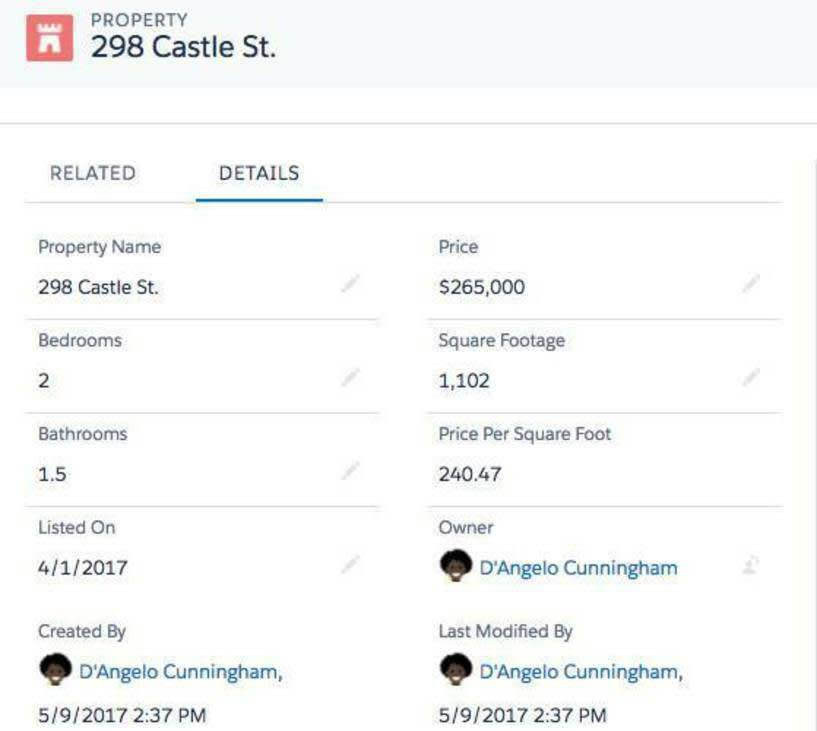 PROPERTY
298 Castle St.
RELATED DETAILS
Property Name
298 Castle St.
Price
$265,000
Bedrooms
2
Square Footage
1,102
Bathrooms
1.5
Price Per Square Foot
240.47
Listed On
4/1/2017
Owner
D'Angelo Cunningham
Created By
D'Angelo Cunningham,
5/9/2017 2:37 PM
Last Modified By
D'Angelo Cunningham,
5/9/2017 2:37 PM